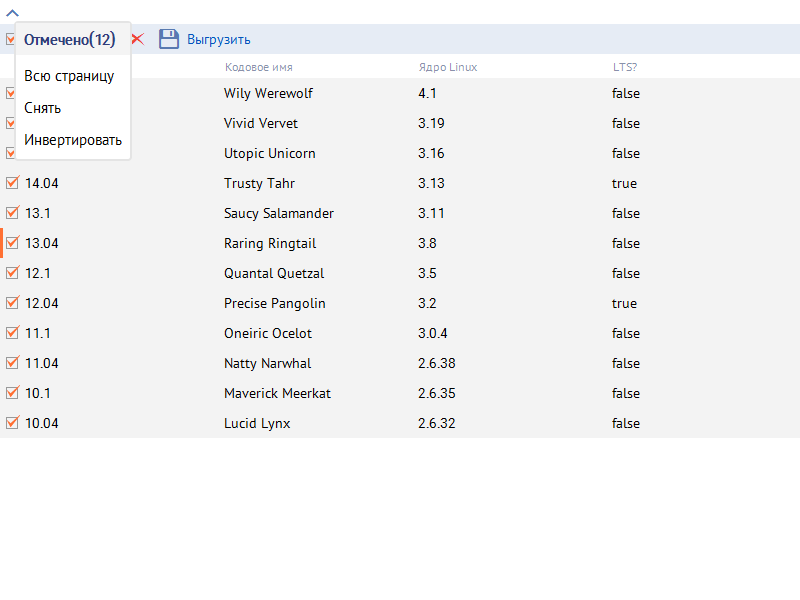 Отмечено(12) Выгрузить
Всю страницу
Снять
Инвертировать
Кодовое имя Ядро Linux LTS?
Wily Werewolf 4.1 false
Vivid Vervet 3.19 false
Utopic Unicorn 3.16 false
14.04 Trusty Tahr 3.13 true
13.1 Saucy Salamander 3.11 false
13.04 Raring Ringtail 3.8 false
12.1 Quantal Quetzal 3.5 false
12.04 Precise Pangolin 3.2 true
11.1 Oneiric Ocelot 3.0.4 false
11.04 Natty Narwhal 2.6.38 false
10.1 Maverick Meerkat 2.6.35 false
10.04 Lucid Lynx 2.6.32 false